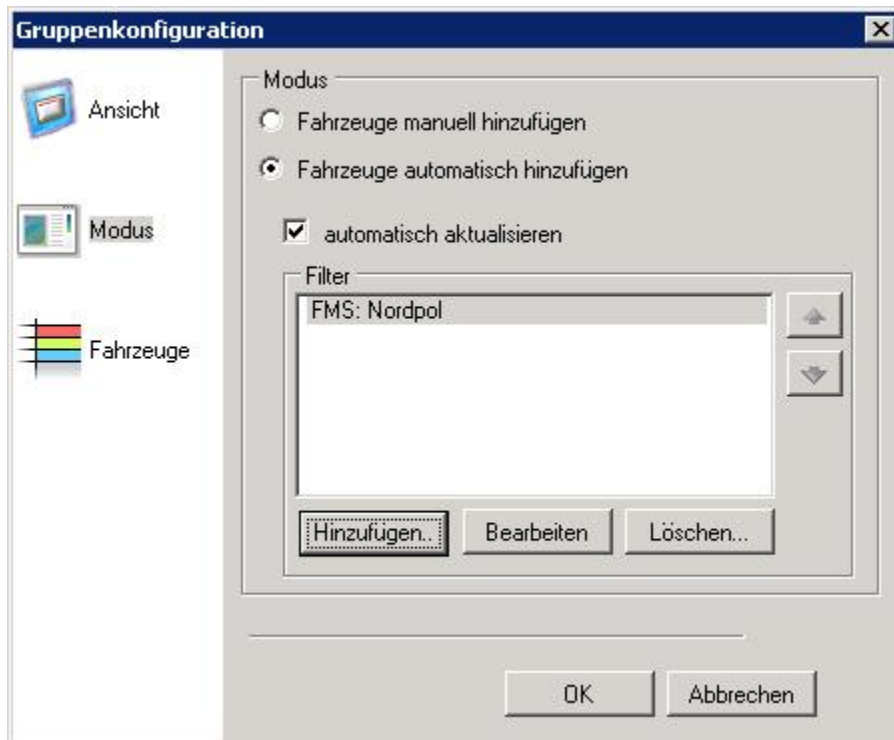 Gruppenkonfiguration
Ansicht
Modus
Fahrzeuge
Modus
Fahrzeuge manuell hinzufügen
Fahrzeuge automatisch hinzufügen
automatisch aktualisieren
Filter
FMS: Nordpol
Hinzufügen..
Bearbeiten
Löschen...
OK
Abbrechen